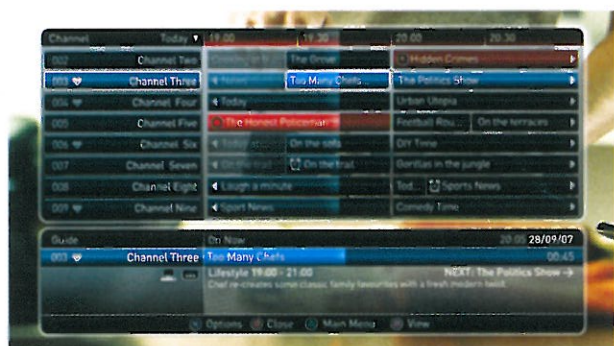 Channel Today 19:00 19:30 20:00 20:30
002 Channel Two The Grove Hidden Crimes
003 Channel Three News Too Many Chefs The Politics Show
004 Channel Four Today Urban Utopia
005 Channel Five The Honest Policeman Football Rou... On the terraces
006 Channel Six On the sofa DIY Time
007 Channel Seven On the trail Gorillas in the jungle
008 Channel Eight Laugh a minute Tod... Sports News
009 Channel Nine Sport News Comedy Time
Guide On Now 20:05 28/09/07
003 Channel Three Too Many Chefs 00:45
Lifestyle 19:00 - 21:00 NEXT: The Politics Show →
Chef re-creates some classic family favourites with a fresh modern twist.
Options Close Main Menu View